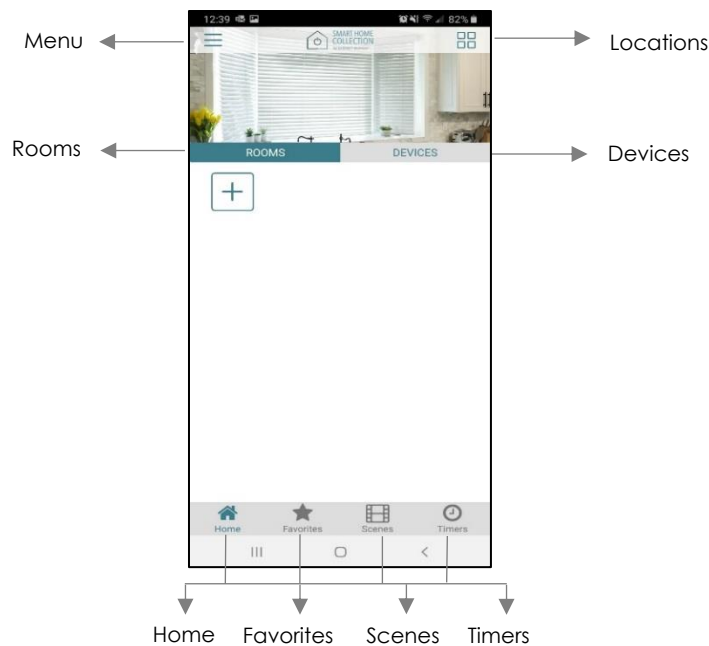 12:39 82%
Menu
SMART HOME
COLLECTION
Locations
Rooms
ROOMS
DEVICES
Devices
Home Favorites Scenes Timers
Home Favorites Scenes Timers